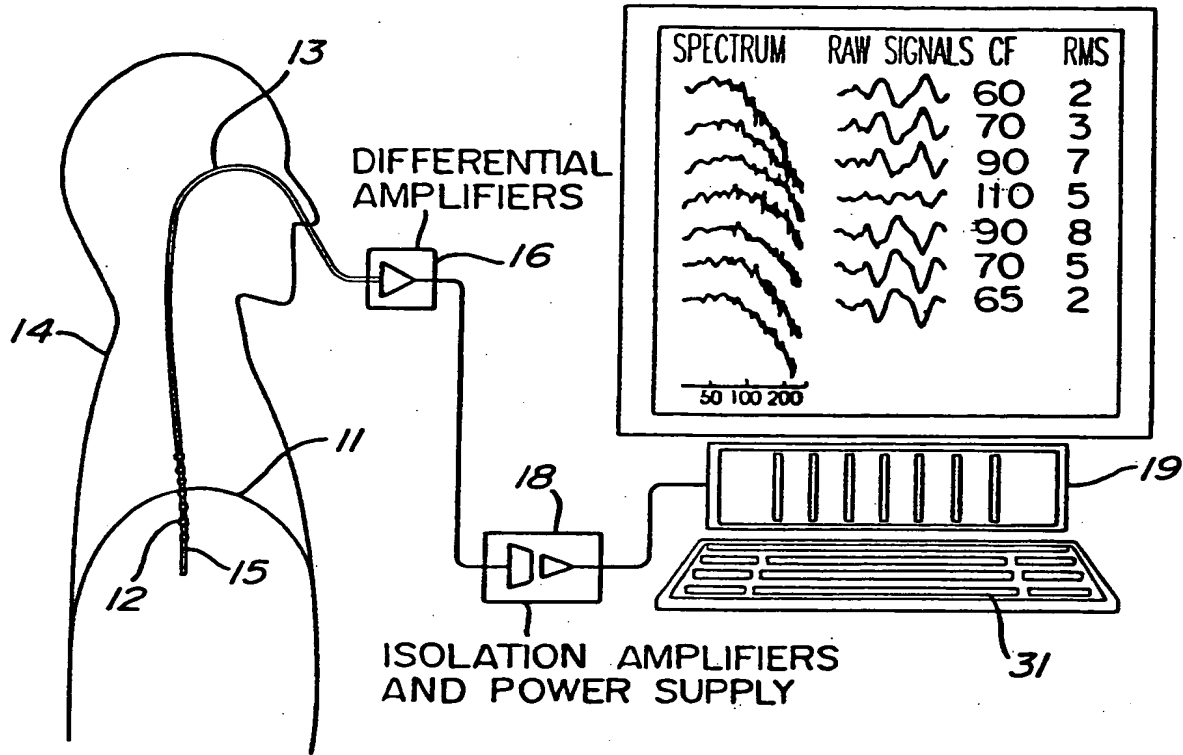 13
DIFFERENTIAL
AMPLIFIERS
16
14
11
12
15
18
ISOLATION AMPLIFIERS
AND POWER SUPPLY
SPECTRUM RAW SIGNALS CF RMS
60 2
70 3
90 7
110 5
90 8
70 5
65 2
50 100 200
19
31